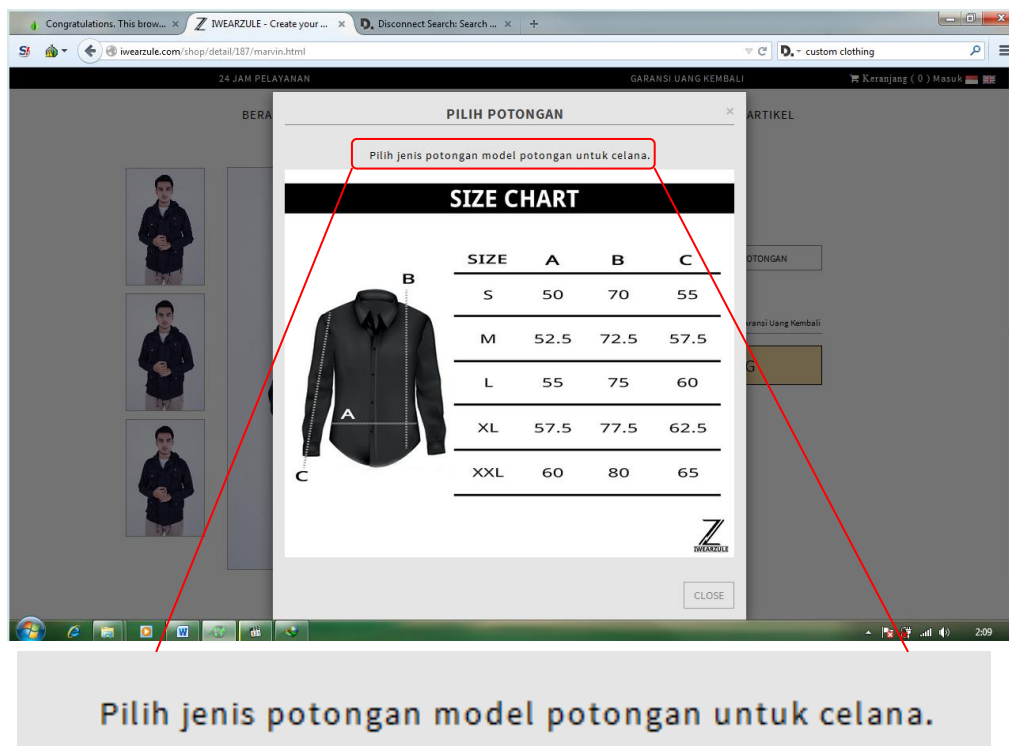 Congratulations. This brow... × Z IWEARZULE - Create your ... × D. Disconnect Search: Search ... × +
iwearzule.com/shop/detail/187/marvin.html D. custom clothing
24 JAM PELAYANAN GARANSI UANG KEMBALI Keranjang ( 0 ) Masuk
BERA ARTIKEL
PILIH POTONGAN ×
Pilih jenis potongan model potongan untuk celana.
SIZE CHART
SIZE A B C
S 50 70 55
M 52.5 72.5 57.5
L 55 75 60
XL 57.5 77.5 62.5
XXL 60 80 65
B
A
C
OTONGAN
aransi Uang Kembali
G
Z
IWEARZULE
CLOSE
2:09
Pilih jenis potongan model potongan untuk celana.